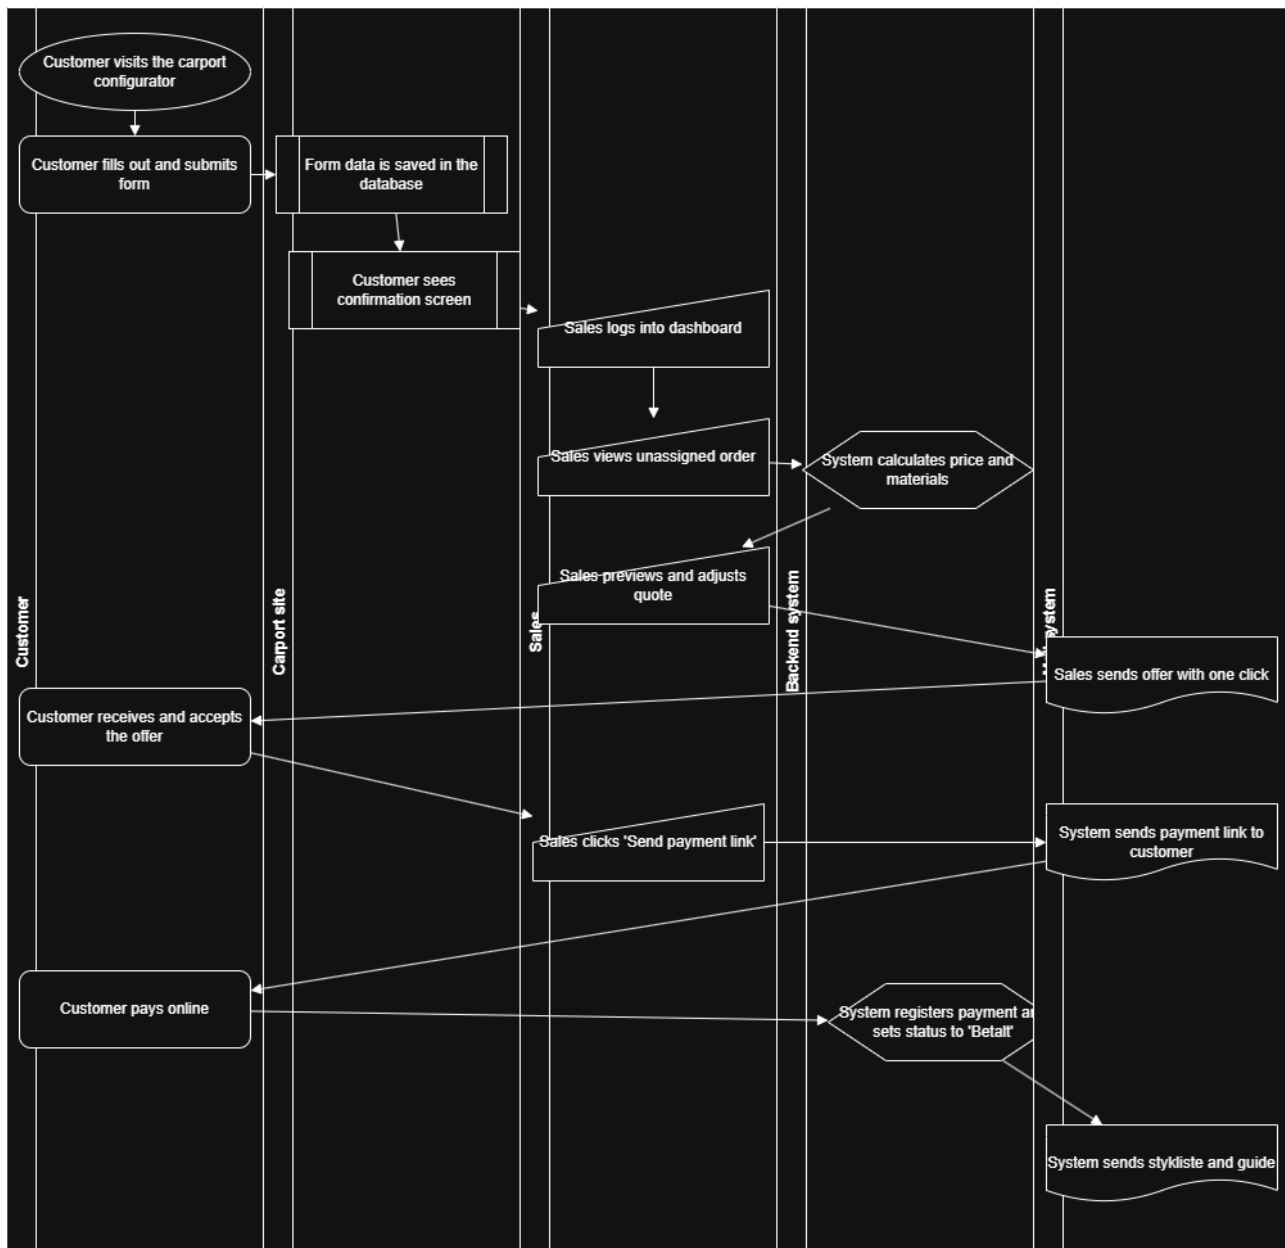 Customer visits the carport
configurator
Customer fills out and submits
form
Form data is saved in the
database
Customer sees
confirmation screen
Sales logs into dashboard
Sales views unassigned order
System calculates price and
materials
Sales previews and adjusts
quote
Customer
Carport site
Sales
Backend system
Sales sends offer with one click
Customer receives and accepts
the offer
Sales clicks 'Send payment link'
System sends payment link to
customer
Customer pays online
System registers payment
sets status to 'Betalt'
System sends stykliste and guide